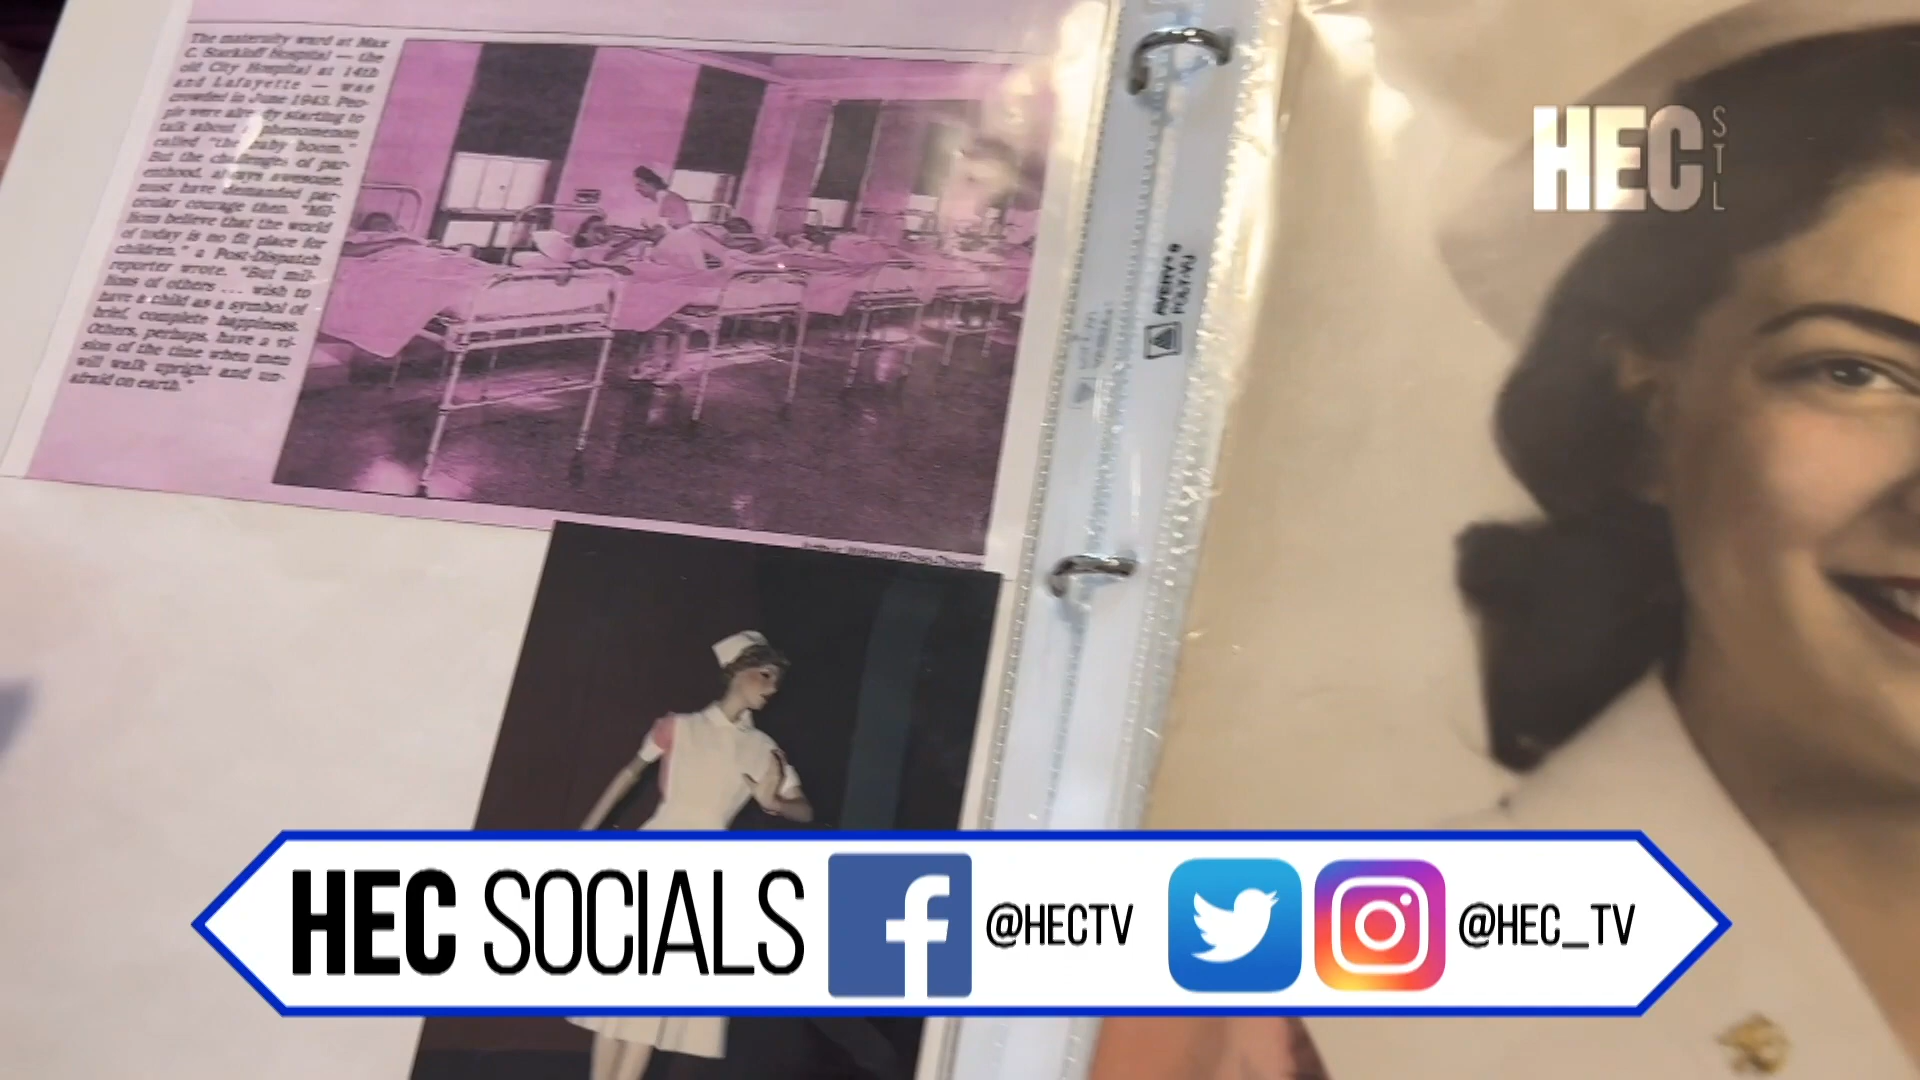 The maternity ward at Max
C. Starkloff Hospital — the
old City Hospital at 14th
and Lafayette — was
crowded in June 1943. Peo-
ple were already starting to
talk about a phenomenon
called "the baby boom."
But the challenges of par-
enthood, always awesome,
must have demanded par-
ticular courage then. "Mil-
lions believe that the world
of today is no fit place for
children," a Post-Dispatch
reporter wrote. "But mil-
lions of others ... wish to
have a child as a symbol of
brief, complete happiness.
Others, perhaps, have a vi-
sion of the time when men
will walk upright and un-
afraid on earth."
AVERY®
POLY-VU
HEC
STL
HEC SOCIALS @HECTV @HEC_TV